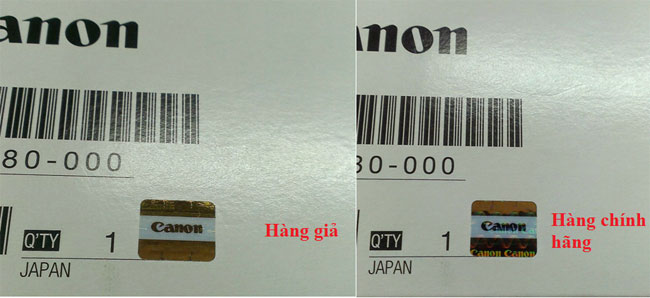 anon
80-000
Canon
Q'TY 1
JAPAN
Hàng giả
non
80-000
Canon
Canon Canon
Q'TY 1
JAPAN
Hàng chính
hãng